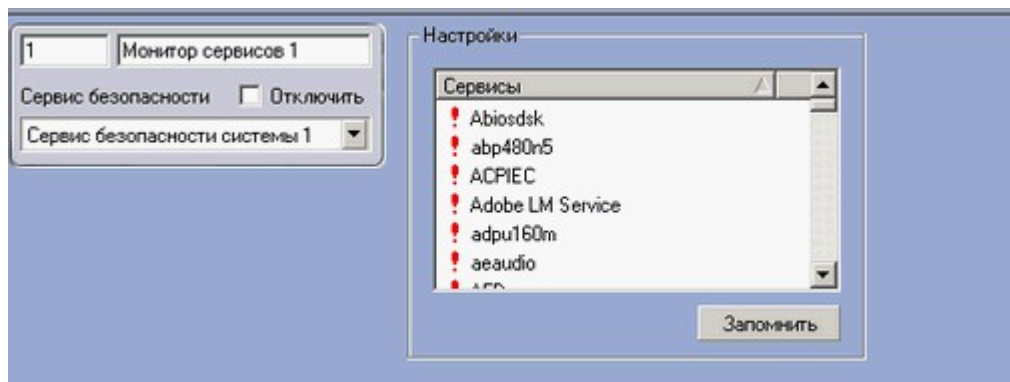 1
Монитор сервисов 1
Сервис безопасности
Отключить
Сервис безопасности системы 1
Настройки
Сервисы
Abiosdsk
abp480n5
ACPIEC
Adobe LM Service
adpu160m
aeaudio
Запомнить